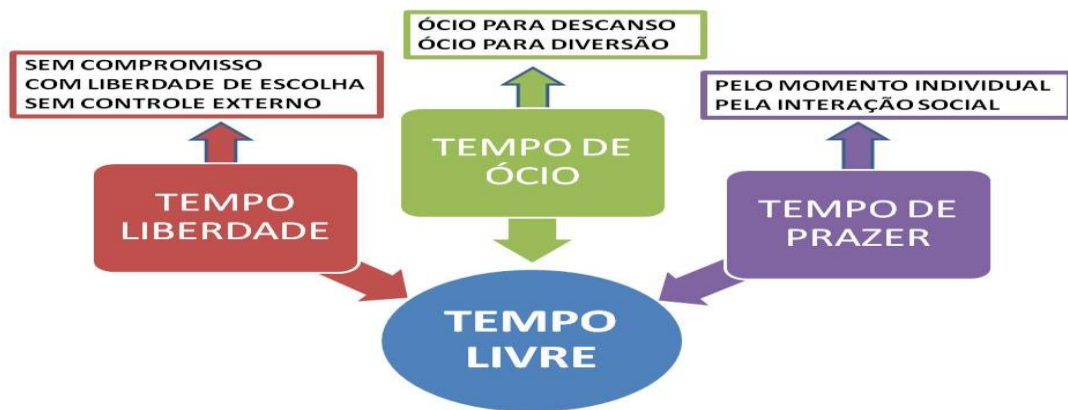 ÓCIO PARA DESCANSO
ÓCIO PARA DIVERSÃO
SEM COMPROMISSO
COM LIBERDADE DE ESCOLHA
SEM CONTROLE EXTERNO
PELO MOMENTO INDIVIDUAL
PELA INTERAÇÃO SOCIAL
TEMPO
LIBERDADE
TEMPO DE
ÓCIO
TEMPO DE
PRAZER
TEMPO
LIVRE